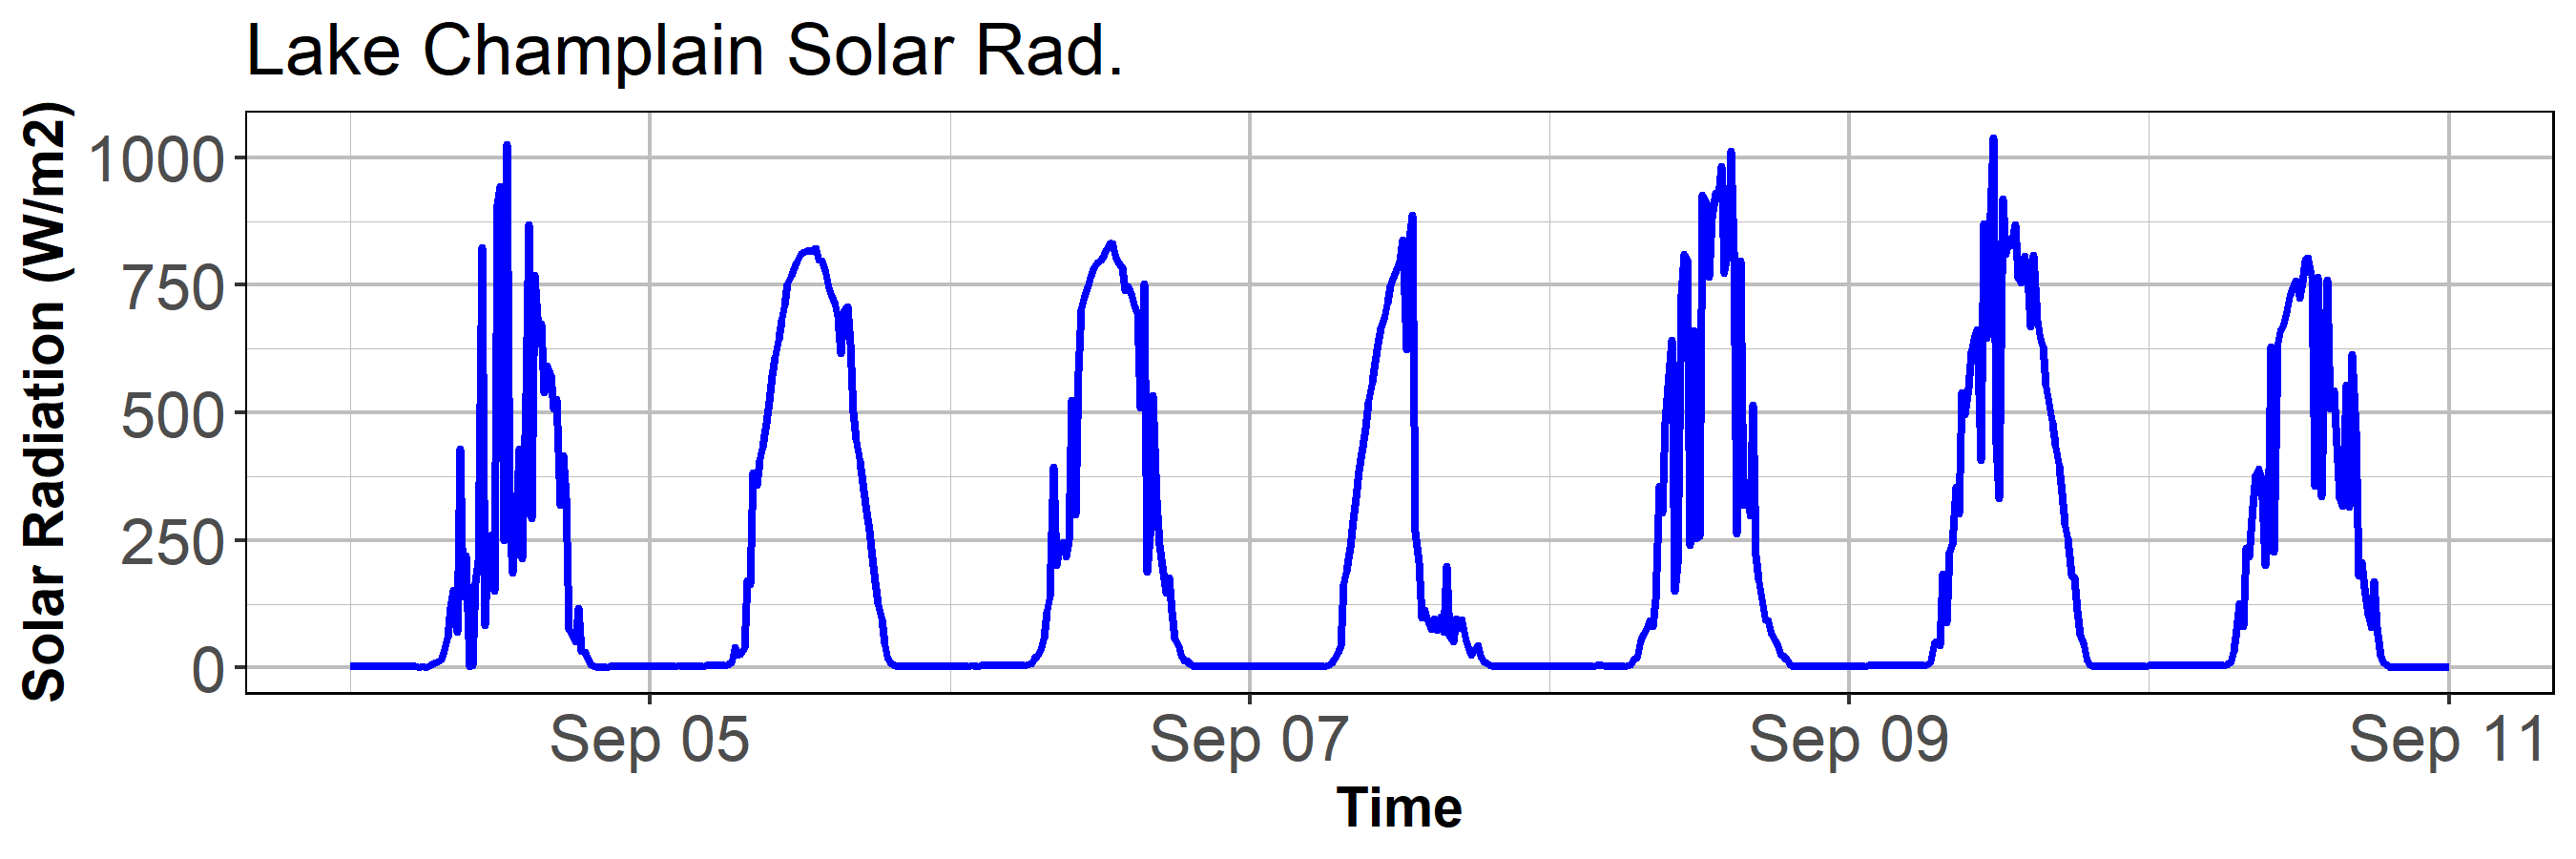 Lake Champlain Solar Rad.
Solar Radiation (W/m2)
1000
750
500
250
0
Sep 05
Sep 07
Sep 09
Sep 11
Time